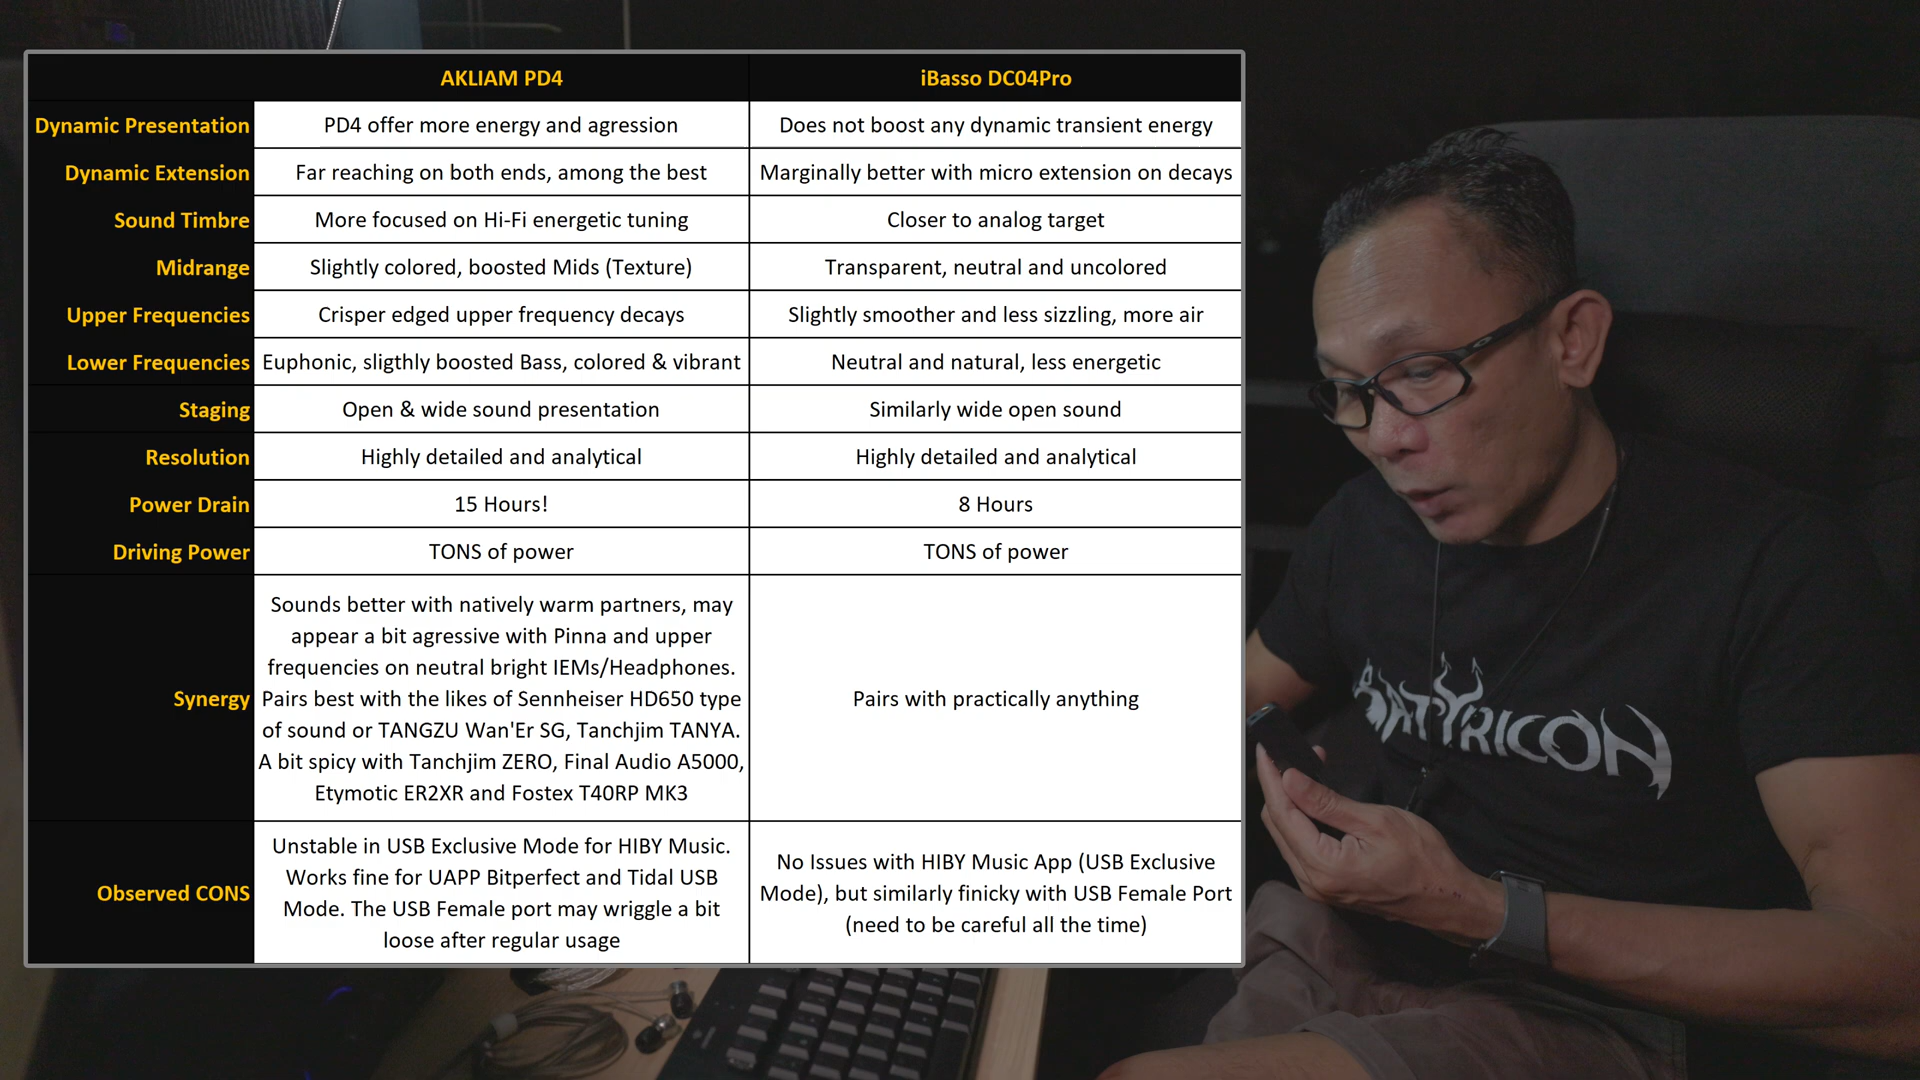 AKLIAM PD4
iBasso DC04Pro
Dynamic Presentation
PD4 offer more energy and agression
Does not boost any dynamic transient energy
Dynamic Extension
Far reaching on both ends, among the best
Marginally better with micro extension on decays
Sound Timbre
More focused on Hi-Fi energetic tuning
Closer to analog target
Midrange
Slightly colored, boosted Mids (Texture)
Transparent, neutral and uncolored
Upper Frequencies
Crisper edged upper frequency decays
Slightly smoother and less sizzling, more air
Lower Frequencies
Euphonic, sligthly boosted Bass, colored & vibrant
Neutral and natural, less energetic
Staging
Open & wide sound presentation
Similarly wide open sound
Resolution
Highly detailed and analytical
Highly detailed and analytical
Power Drain
15 Hours!
8 Hours
Driving Power
TONS of power
TONS of power
Synergy
Sounds better with natively warm partners, may
appear a bit agressive with Pinna and upper
frequencies on neutral bright IEMs/Headphones.
Pairs best with the likes of Sennheiser HD650 type
of sound or TANGZU Wan'Er SG, Tanchjim TANYA.
A bit spicy with Tanchjim ZERO, Final Audio A5000,
Etymotic ER2XR and Fostex T40RP MK3
Pairs with practically anything
Observed CONS
Unstable in USB Exclusive Mode for HIBY Music.
Works fine for UAPP Bitperfect and Tidal USB
Mode. The USB Female port may wriggle a bit
loose after regular usage
No Issues with HIBY Music App (USB Exclusive
Mode), but similarly finicky with USB Female Port
(need to be careful all the time)
SATYRICON